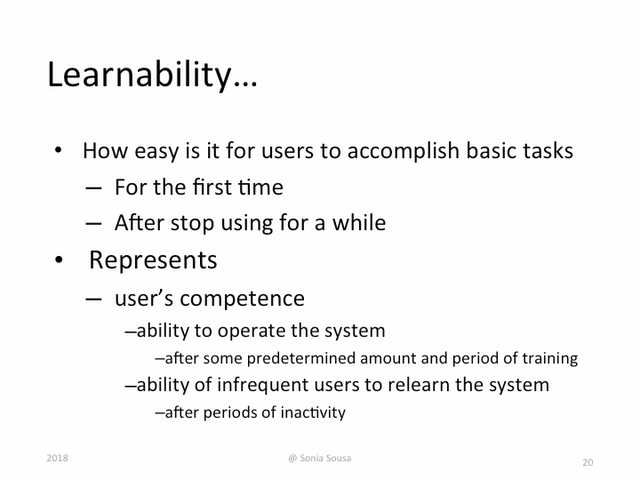 Learnability…
• How easy is it for users to accomplish basic tasks
– For the first time
– After stop using for a while
• Represents
– user's competence
–ability to operate the system
–after some predetermined amount and period of training
–ability of infrequent users to relearn the system
–after periods of inactivity
2018
@ Sonia Sousa
20